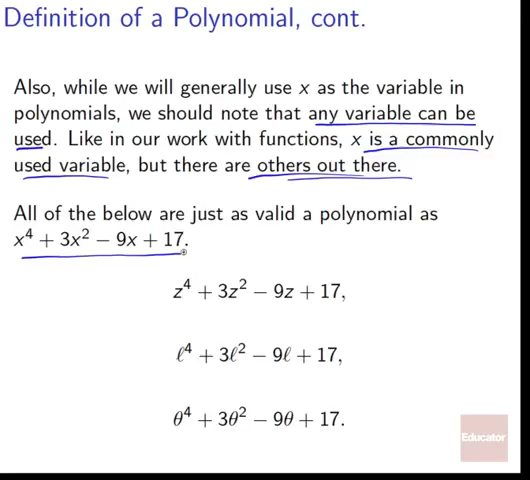 Definition of a Polynomial, cont.
Also, while we will generally use x as the variable in
polynomials, we should note that any variable can be
used. Like in our work with functions, x is a commonly
used variable, but there are others out there.
All of the below are just as valid a polynomial as
x⁴ + 3x² − 9x + 17.
z⁴ + 3z² − 9z + 17,
ℓ⁴ + 3ℓ² − 9ℓ + 17,
θ⁴ + 3θ² − 9θ + 17.
Educator